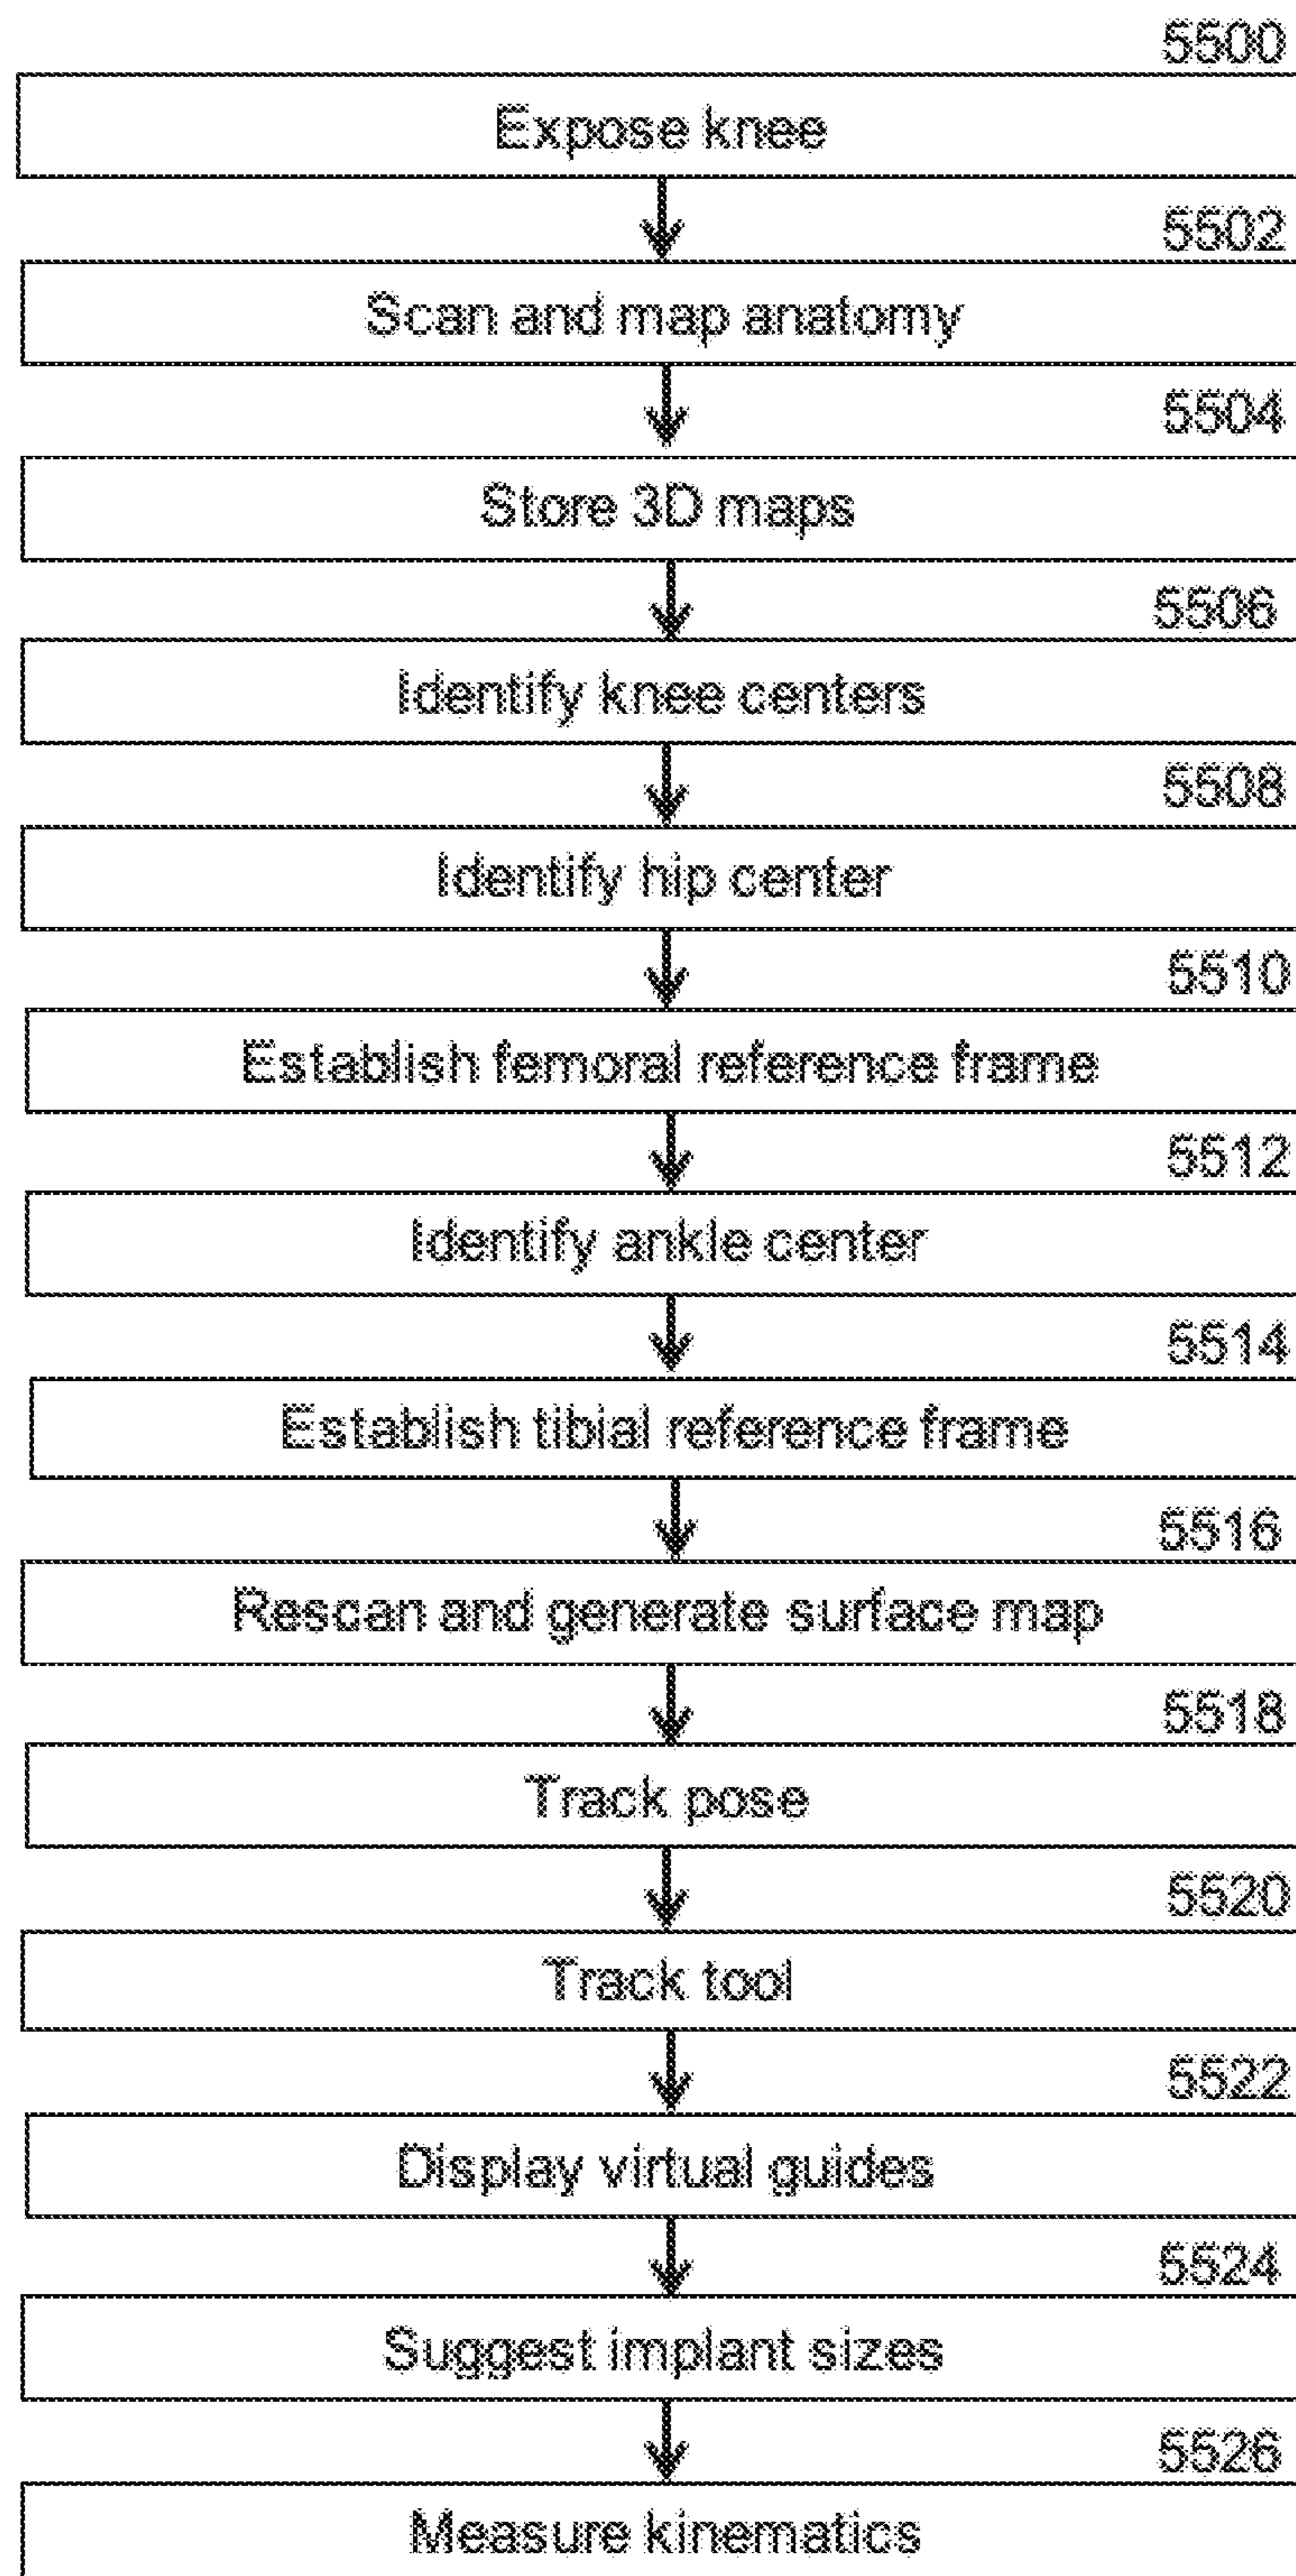 5500
Expose knee
5502
Scan and map anatomy
5504
Store 3D maps
5506
Identify knee centers
5508
Identify hip center
5510
Establish femoral reference frame
5512
Identify ankle center
5514
Establish tibial reference frame
5516
Rescan and generate surface map
5518
Track pose
5520
Track tool
5522
Display virtual guides
5524
Suggest implant sizes
5526
Measure kinematics